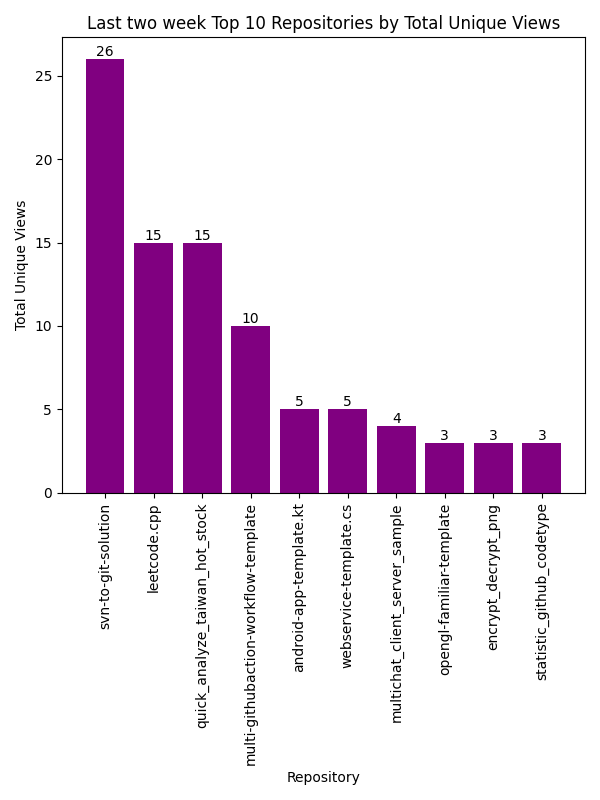 Last two week Top 10 Repositories by Total Unique Views
Total Unique Views
25
20
15
10
5
0
26
15
15
10
5
5
4
3
3
3
svn-to-git-solution
leetcode.cpp
quick_analyze_taiwan_hot_stock
multi-githubaction-workflow-template
android-app-template.kt
webservice-template.cs
multichat_client_server_sample
opengl-familiar-template
encrypt_decrypt_png
statistic_github_codetype
Repository